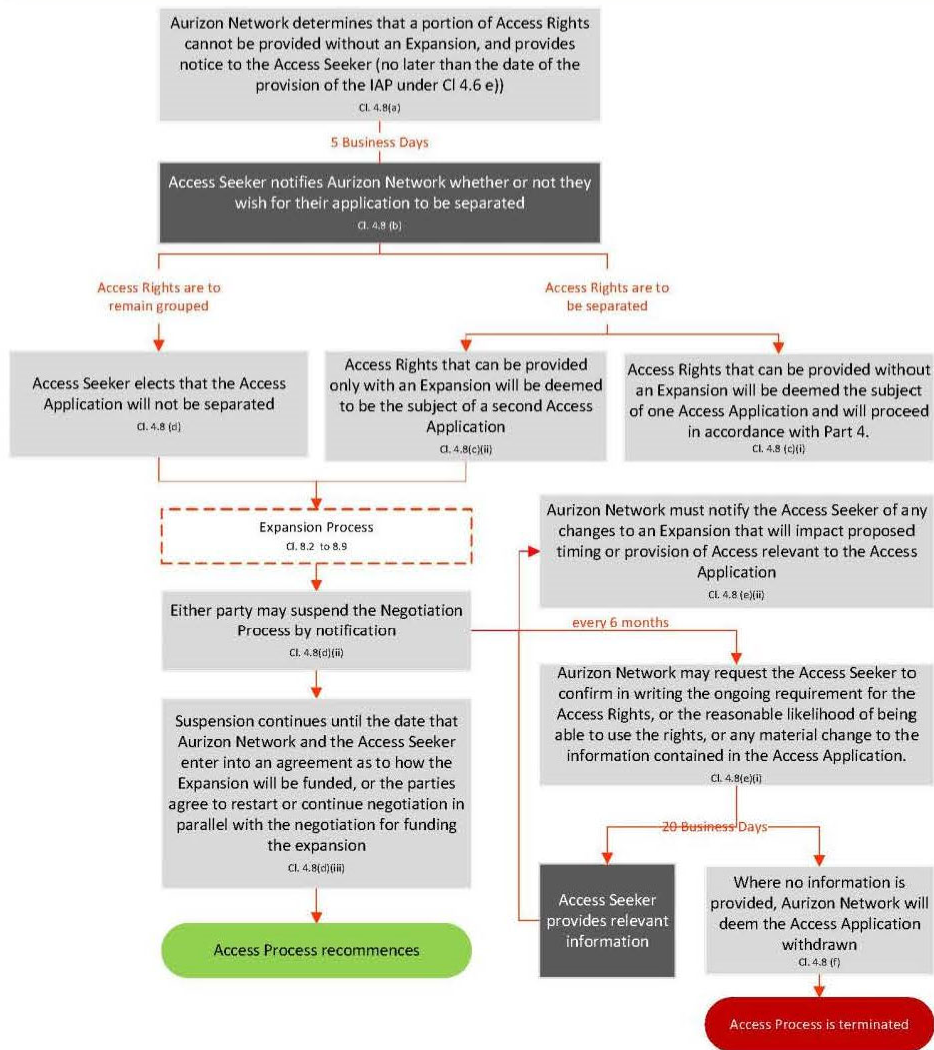 Aurizon Network determines that a portion of Access Rights
cannot be provided without an Expansion, and provides
notice to the Access Seeker (no later than the date of the
provision of the IAP under Cl 4.6 e))
Cl. 4.8(a)
5 Business Days
Access Seeker notifies Aurizon Network whether or not they
wish for their application to be separated
Cl. 4.8 (b)
Access Rights are to
remain grouped
Access Rights are to
be separated
Access Seeker elects that the Access
Application will not be separated
Cl. 4.8 (d)
Access Rights that can be provided
only with an Expansion will be deemed
to be the subject of a second Access
Application
Cl. 4.8(c)(ii)
Access Rights that can be provided without
an Expansion will be deemed the subject
of one Access Application and will proceed
in accordance with Part 4.
Cl. 4.8 (c)(i)
Expansion Process
Cl. 8.2 to 8.9
Aurizon Network must notify the Access Seeker of any
changes to an Expansion that will impact proposed
timing or provision of Access relevant to the Access
Application
Cl. 4.8 (e)(ii)
Either party may suspend the Negotiation
Process by notification
Cl. 4.8(d)(ii)
every 6 months
Aurizon Network may request the Access Seeker to
confirm in writing the ongoing requirement for the
Access Rights, or the reasonable likelihood of being
able to use the rights, or any material change to the
information contained in the Access Application.
Cl. 4.8(e)(i)
Suspension continues until the date that
Aurizon Network and the Access Seeker
enter into an agreement as to how the
Expansion will be funded, or the parties
agree to restart or continue negotiation in
parallel with the negotiation for funding
the expansion
Cl. 4.8(d)(iii)
20 Business Days
Access Seeker
provides relevant
information
Where no information is
provided, Aurizon Network will
deem the Access Application
withdrawn
Cl. 4.8 (f)
Access Process recommences
Access Process is terminated